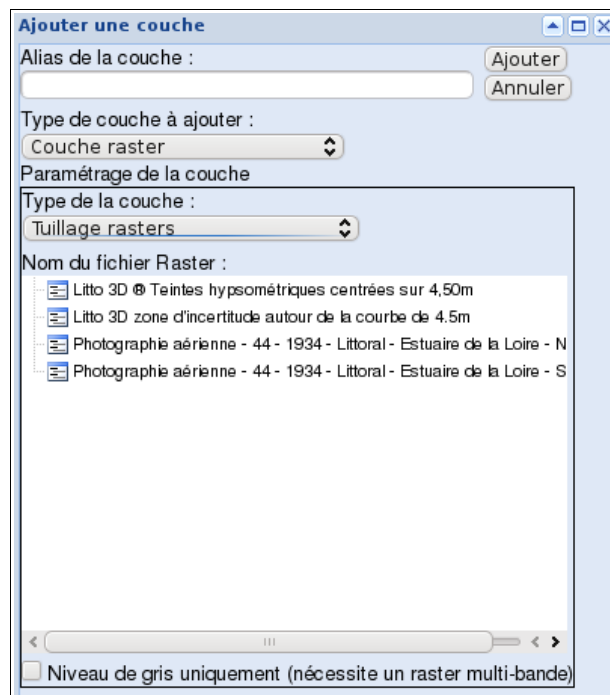 Ajouter une couche
Alias de la couche :
Ajouter
Annuler
Type de couche à ajouter :
Couche raster
Paramétrage de la couche
Type de la couche :
Tuillage rasters
Nom du fichier Raster :
Litto 3D ® Teintes hypsométriques centrées sur 4,50m
Litto 3D zone d'incertitude autour de la courbe de 4.5m
Photographie aérienne - 44 - 1934 - Littoral - Estuaire de la Loire - N
Photographie aérienne - 44 - 1934 - Littoral - Estuaire de la Loire - S
Niveau de gris uniquement (nécessite un raster multi-bande)